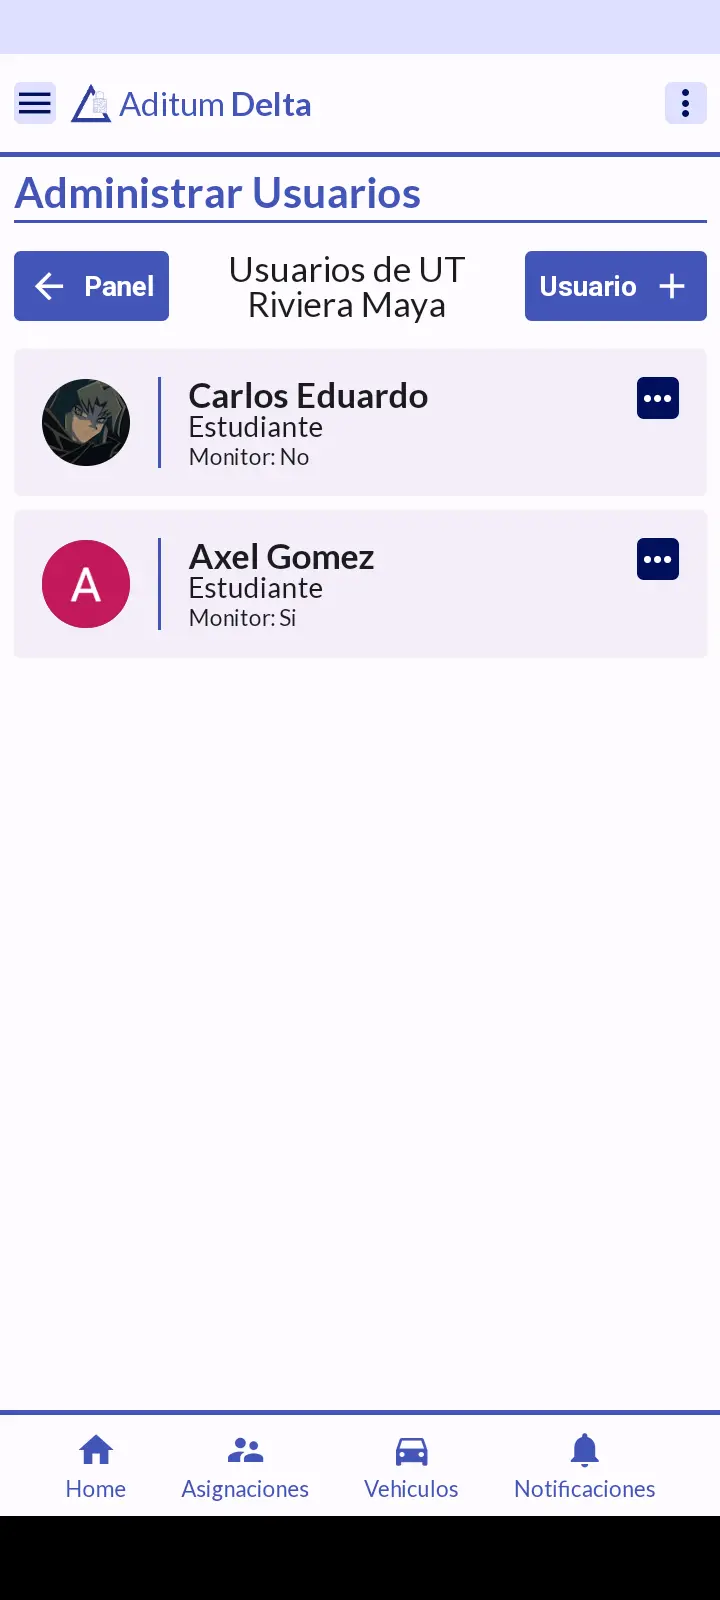 Aditum Delta
Administrar Usuarios
Panel
Usuarios de UT
Riviera Maya
Usuario
Carlos Eduardo
Estudiante
Monitor: No
A
Axel Gomez
Estudiante
Monitor: Si
Home
Asignaciones
Vehiculos
Notificaciones